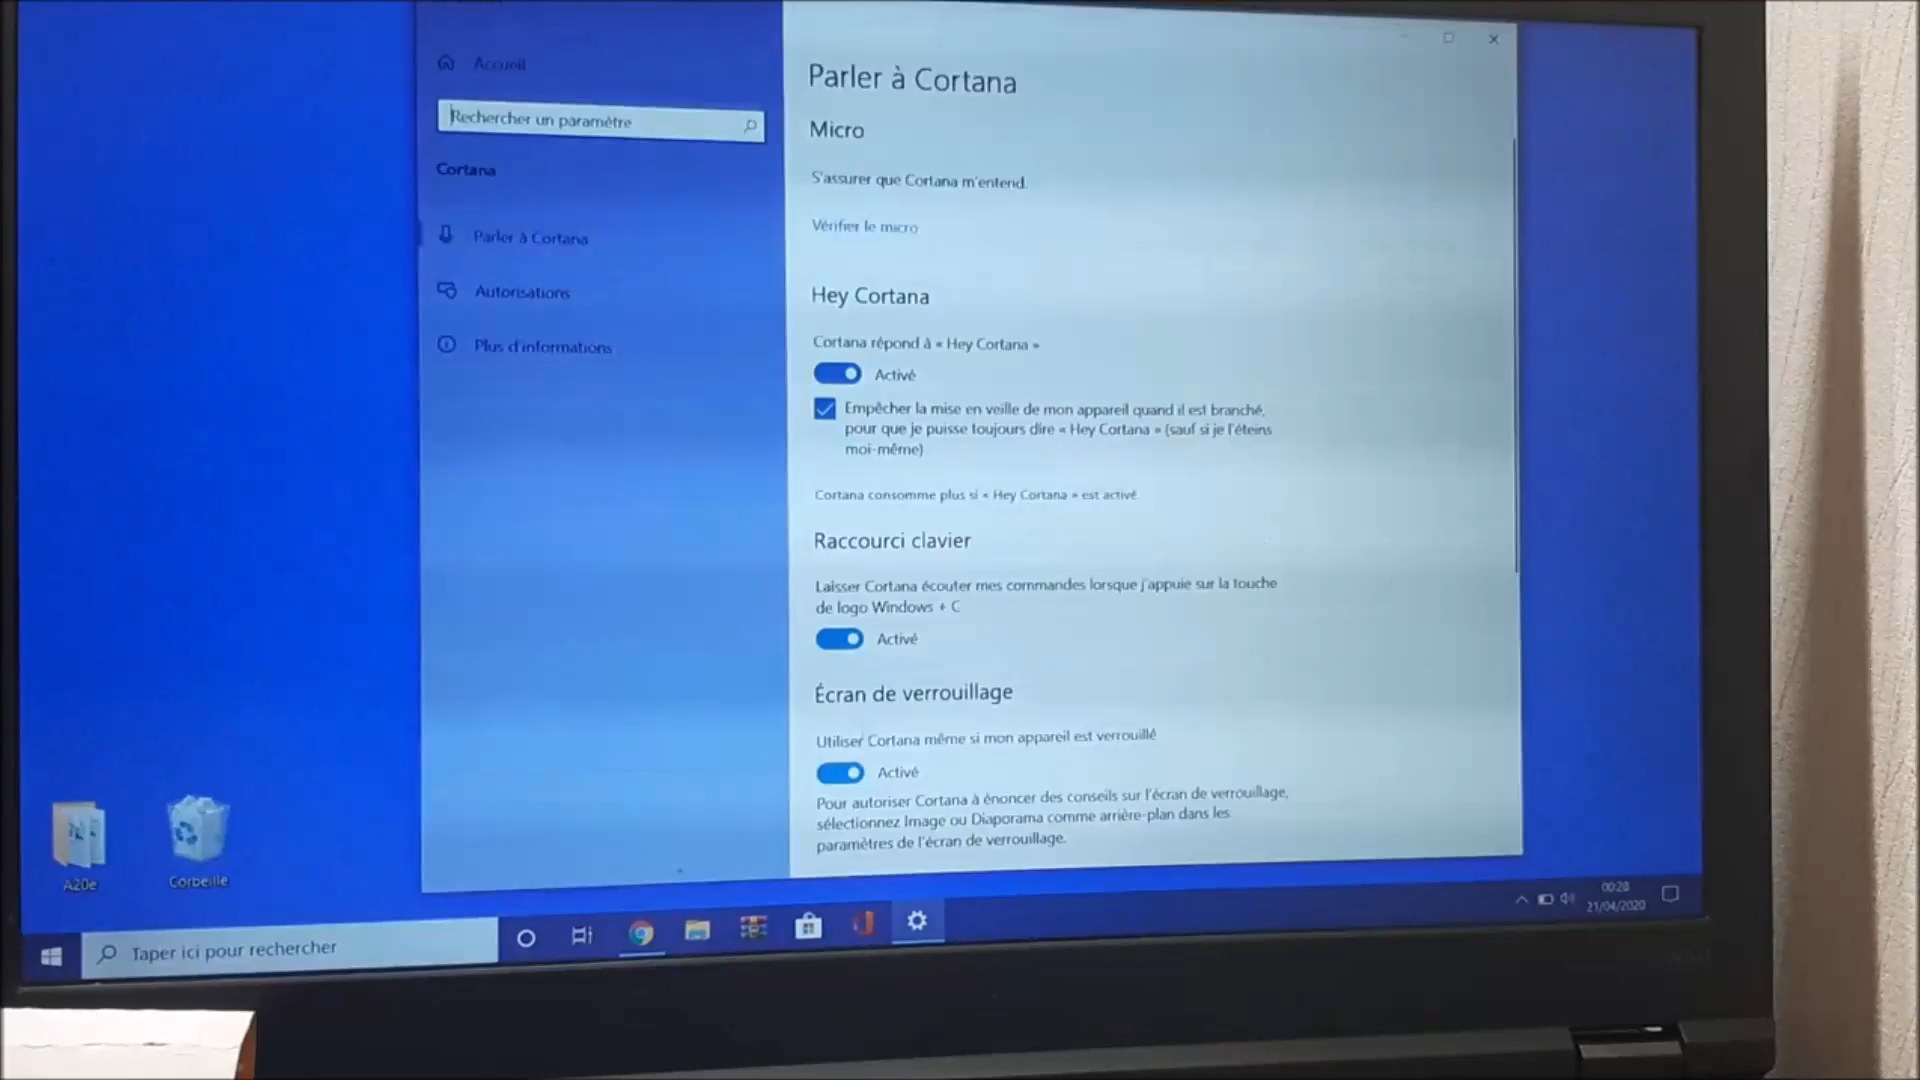 Accueil
Rechercher un paramètre
Cortana
Parler à Cortana
Autorisations
Plus d'informations
Parler à Cortana
Micro
S'assurer que Cortana m'entend.
Vérifier le micro
Hey Cortana
Cortana répond à « Hey Cortana »
Activé
Empêcher la mise en veille de mon appareil quand il est branché,
pour que je puisse toujours dire « Hey Cortana » (sauf si je l'éteins
moi-même)
Cortana consomme plus si « Hey Cortana » est activé
Raccourci clavier
Laisser Cortana écouter mes commandes lorsque j'appuie sur la touche
de logo Windows + C
Activé
Écran de verrouillage
Utiliser Cortana même si mon appareil est verrouillé
Activé
Pour autoriser Cortana à énoncer des conseils sur l'écran de verrouillage,
sélectionnez Image ou Diaporama comme arrière-plan dans les
paramètres de l'écran de verrouillage.
A20e
Corbeille
Taper ici pour rechercher
00:28
21/04/2020